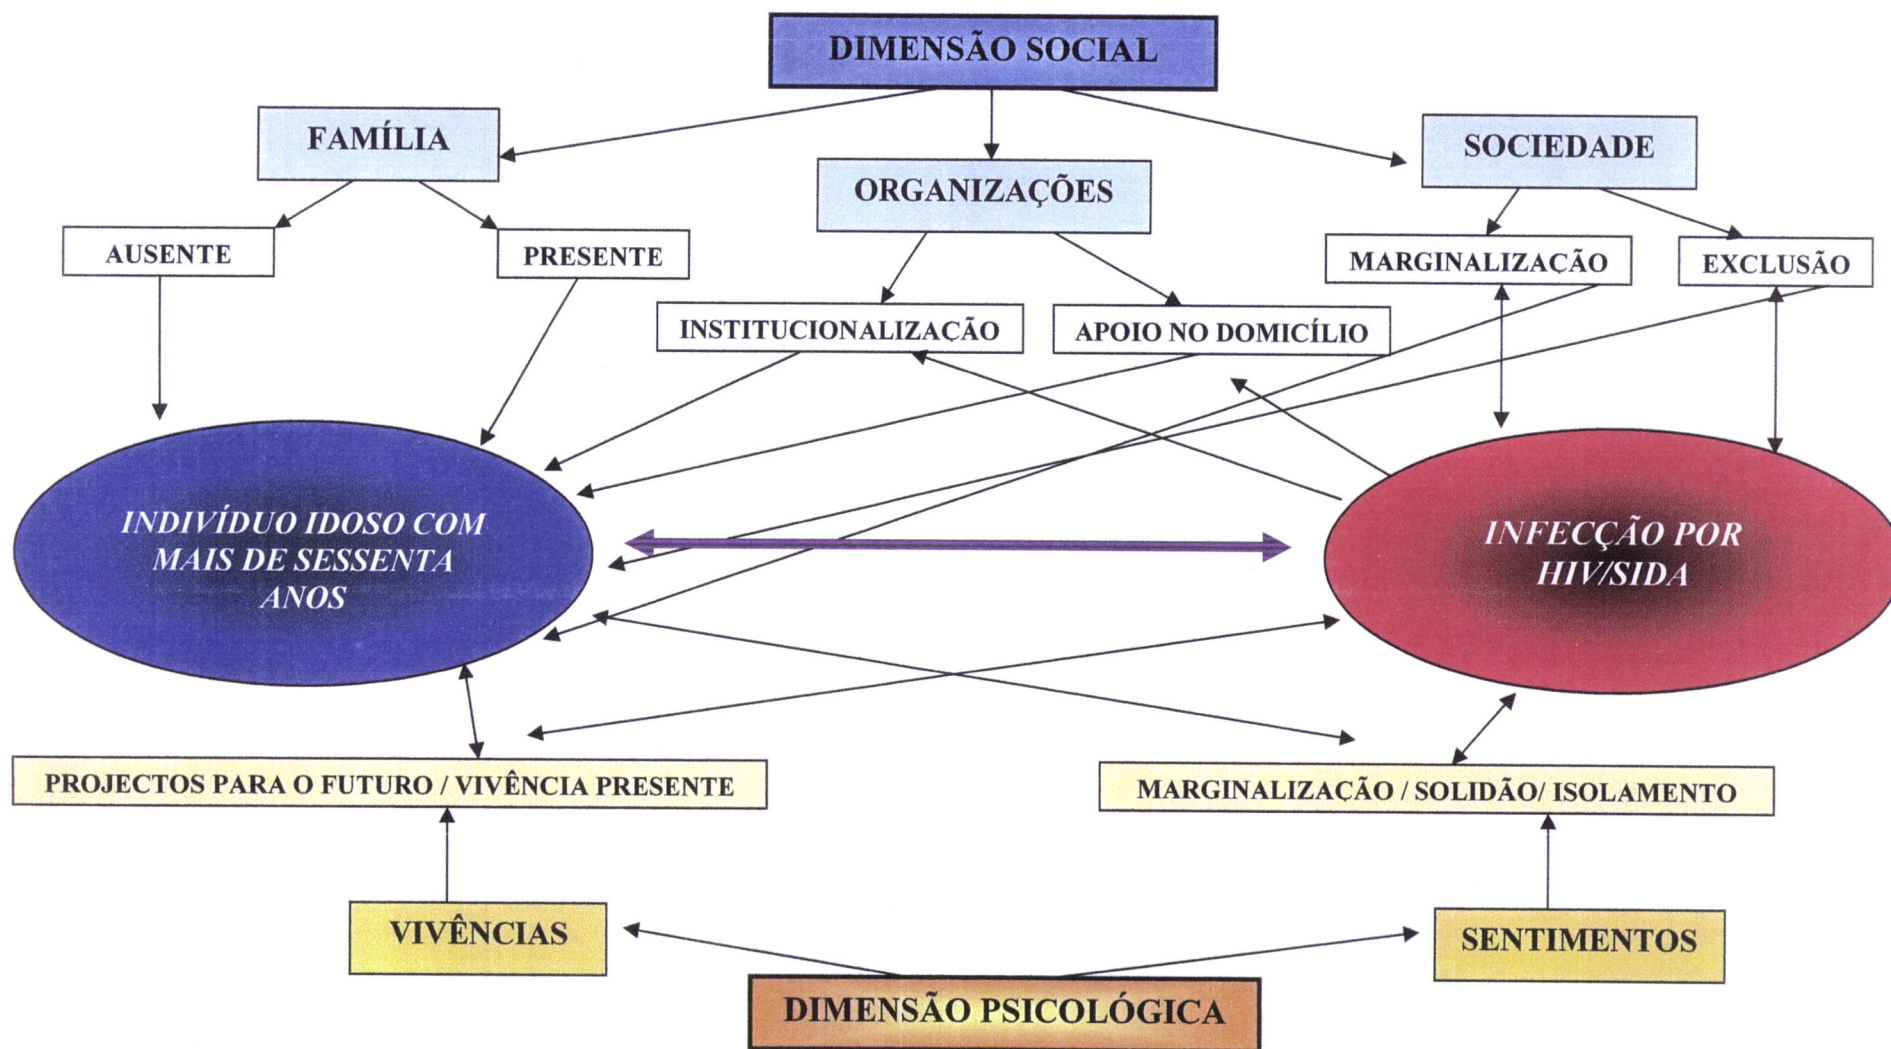 DIMENSÃO SOCIAL
FAMÍLIA
ORGANIZAÇÕES
SOCIEDADE
AUSENTE
PRESENTE
MARGINALIZAÇÃO
EXCLUSÃO
INSTITUCIONALIZAÇÃO
APOIO NO DOMICÍLIO
INDIVÍDUO IDOSO COM
MAIS DE SESSENTA
ANOS
INFECÇÃO POR
HIV/SIDA
PROJECTOS PARA O FUTURO / VIVÊNCIA PRESENTE
MARGINALIZAÇÃO / SOLIDÃO/ ISOLAMENTO
VIVÊNCIAS
SENTIMENTOS
DIMENSÃO PSICOLÓGICA